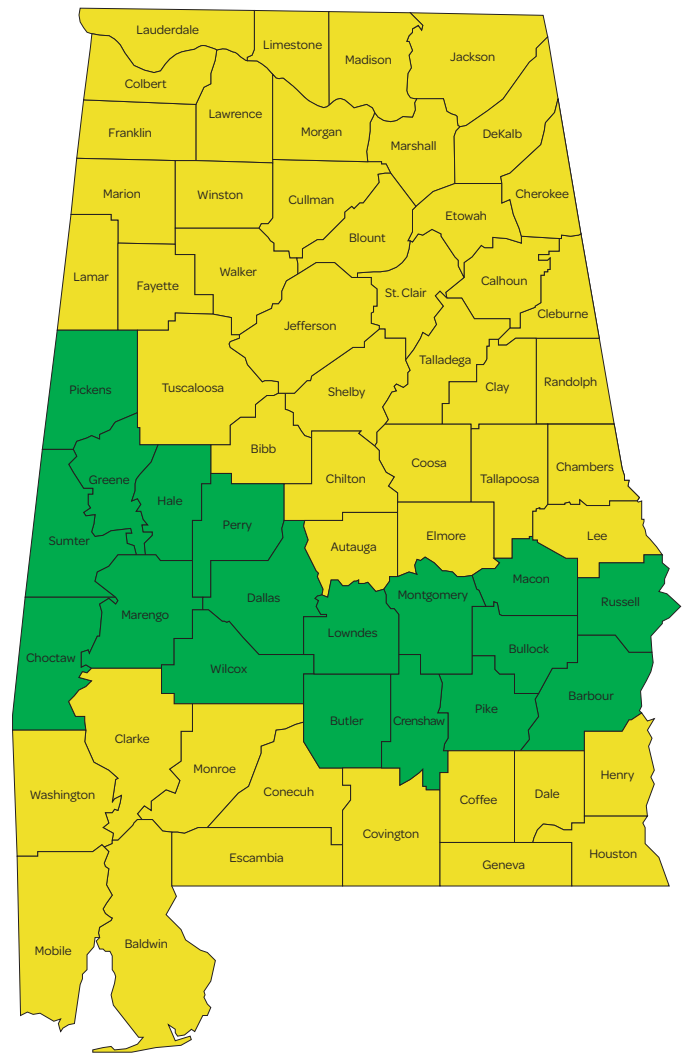 Lauderdale
Limestone
Madison
Jackson
Colbert
Lawrence
Franklin
Morgan
Marshall
DeKalb
Marion
Winston
Cullman
Cherokee
Etowah
Blount
Lamar
Fayette
Walker
St. Clair
Calhoun
Cleburne
Jefferson
Talladega
Pickens
Tuscaloosa
Shelby
Clay
Randolph
Bibb
Coosa
Chambers
Greene
Hale
Chilton
Tallapoosa
Sumter
Perry
Autauga
Elmore
Lee
Macon
Dallas
Montgomery
Russell
Marengo
Lowndes
Bullock
Choctaw
Wilcox
Barbour
Butler
Crenshaw
Pike
Clarke
Monroe
Henry
Washington
Conecuh
Coffee
Dale
Covington
Escambia
Geneva
Houston
Mobile
Baldwin